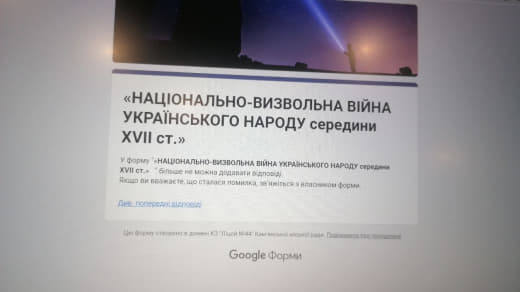 «НАЦІОНАЛЬНО-ВИЗВОЛЬНА ВІЙНА
УКРАЇНСЬКОГО НАРОДУ середини
XVII ст.»
У форму "«НАЦІОНАЛЬНО-ВИЗВОЛЬНА ВІЙНА УКРАЇНСЬКОГО НАРОДУ середини
XVII ст.» " більше не можна додавати відповіді.
Якщо ви вважаєте, що сталася помилка, зв'яжіться з власником форми.
Див. попередні відповіді
Цю форму створено в домені КЗ "Ліцей №44" Кам'янської міської ради. Поскаржитися про порушення
Google Форми